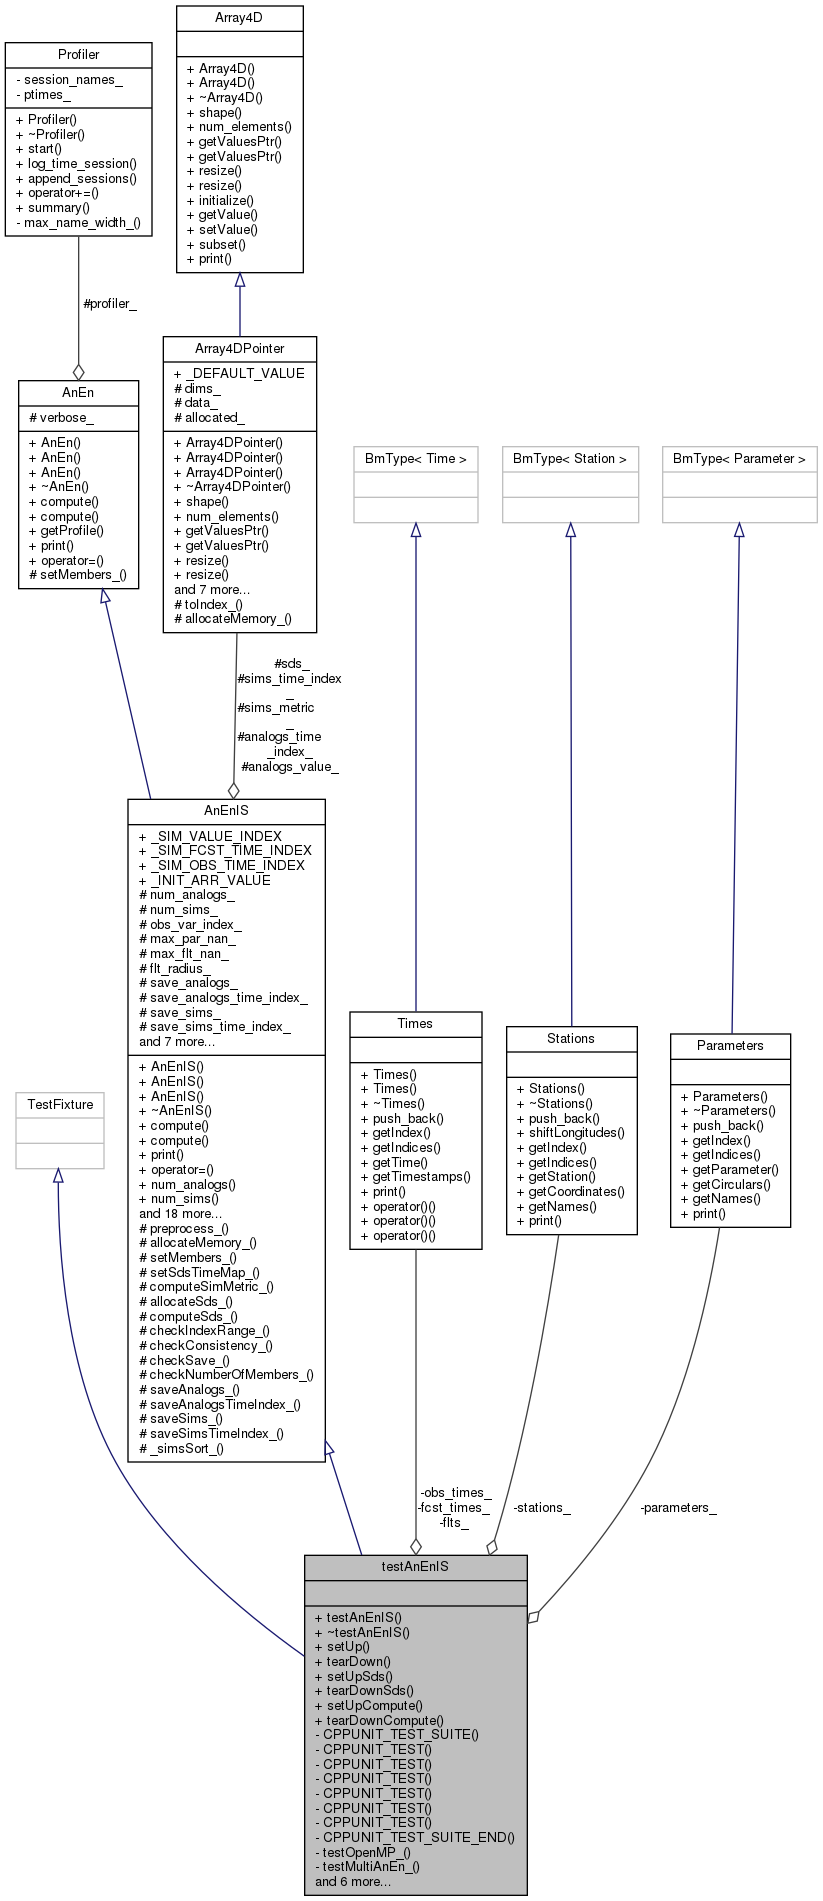 Array4D
+ Array4D()
+ Array4D()
+ ~Array4D()
+ shape()
+ num_elements()
+ getValuesPtr()
+ getValuesPtr()
+ resize()
+ resize()
+ initialize()
+ getValue()
+ setValue()
+ subset()
+ print()
Profiler
- session_names_
- ptimes_
+ Profiler()
+ ~Profiler()
+ start()
+ log_time_session()
+ append_sessions()
+ operator+=()
+ summary()
- max_name_width_()
#profiler_
Array4DPointer
+ _DEFAULT_VALUE
# dims_
# data_
# allocated_
+ Array4DPointer()
+ Array4DPointer()
+ Array4DPointer()
+ ~Array4DPointer()
+ shape()
+ num_elements()
+ getValuesPtr()
+ getValuesPtr()
+ resize()
+ resize()
and 7 more...
# toIndex_()
# allocateMemory_()
AnEn
# verbose_
+ AnEn()
+ AnEn()
+ AnEn()
+ ~AnEn()
+ compute()
+ compute()
+ getProfile()
+ print()
+ operator=()
# setMembers_()
BmType< Time >
BmType< Station >
BmType< Parameter >
#sds_
#sims_time_index
_
#sims_metric
_
#analogs_time
_index_
#analogs_value_
AnEnIS
+ _SIM_VALUE_INDEX
+ _SIM_FCST_TIME_INDEX
+ _SIM_OBS_TIME_INDEX
+ _INIT_ARR_VALUE
# num_analogs_
# num_sims_
# obs_var_index_
# max_par_nan_
# max_flt_nan_
# flt_radius_
# save_analogs_
# save_analogs_time_index_
# save_sims_
# save_sims_time_index_
and 7 more...
+ AnEnIS()
+ AnEnIS()
+ AnEnIS()
+ ~AnEnIS()
+ compute()
+ compute()
+ print()
+ operator=()
+ num_analogs()
+ num_sims()
and 18 more...
# preprocess_()
# allocateMemory_()
# setMembers_()
# setSdsTimeMap_()
# computeSimMetric_()
# allocateSds_()
# computeSds_()
# checkIndexRange_()
# checkConsistency_()
# checkSave_()
# checkNumberOfMembers_()
# saveAnalogs_()
# saveAnalogsTimeIndex_()
# saveSims_()
# saveSimsTimeIndex_()
# _simsSort_()
Times
+ Times()
+ Times()
+ ~Times()
+ push_back()
+ getIndex()
+ getIndices()
+ getTime()
+ getTimestamps()
+ print()
+ operator()()
+ operator()()
+ operator()()
Stations
+ Stations()
+ ~Stations()
+ push_back()
+ shiftLongitudes()
+ getIndex()
+ getIndices()
+ getStation()
+ getCoordinates()
+ getNames()
+ print()
Parameters
+ Parameters()
+ ~Parameters()
+ push_back()
+ getIndex()
+ getIndices()
+ getParameter()
+ getCirculars()
+ getNames()
+ print()
TestFixture
-obs_times_
-fcst_times_
-flts_
-stations_
-parameters_
testAnEnIS
+ testAnEnIS()
+ ~testAnEnIS()
+ setUp()
+ tearDown()
+ setUpSds()
+ tearDownSds()
+ setUpCompute()
+ tearDownCompute()
- CPPUNIT_TEST_SUITE()
- CPPUNIT_TEST()
- CPPUNIT_TEST()
- CPPUNIT_TEST()
- CPPUNIT_TEST()
- CPPUNIT_TEST()
- CPPUNIT_TEST()
- CPPUNIT_TEST_SUITE_END()
- testOpenMP_()
- testMultiAnEn_()
and 6 more...